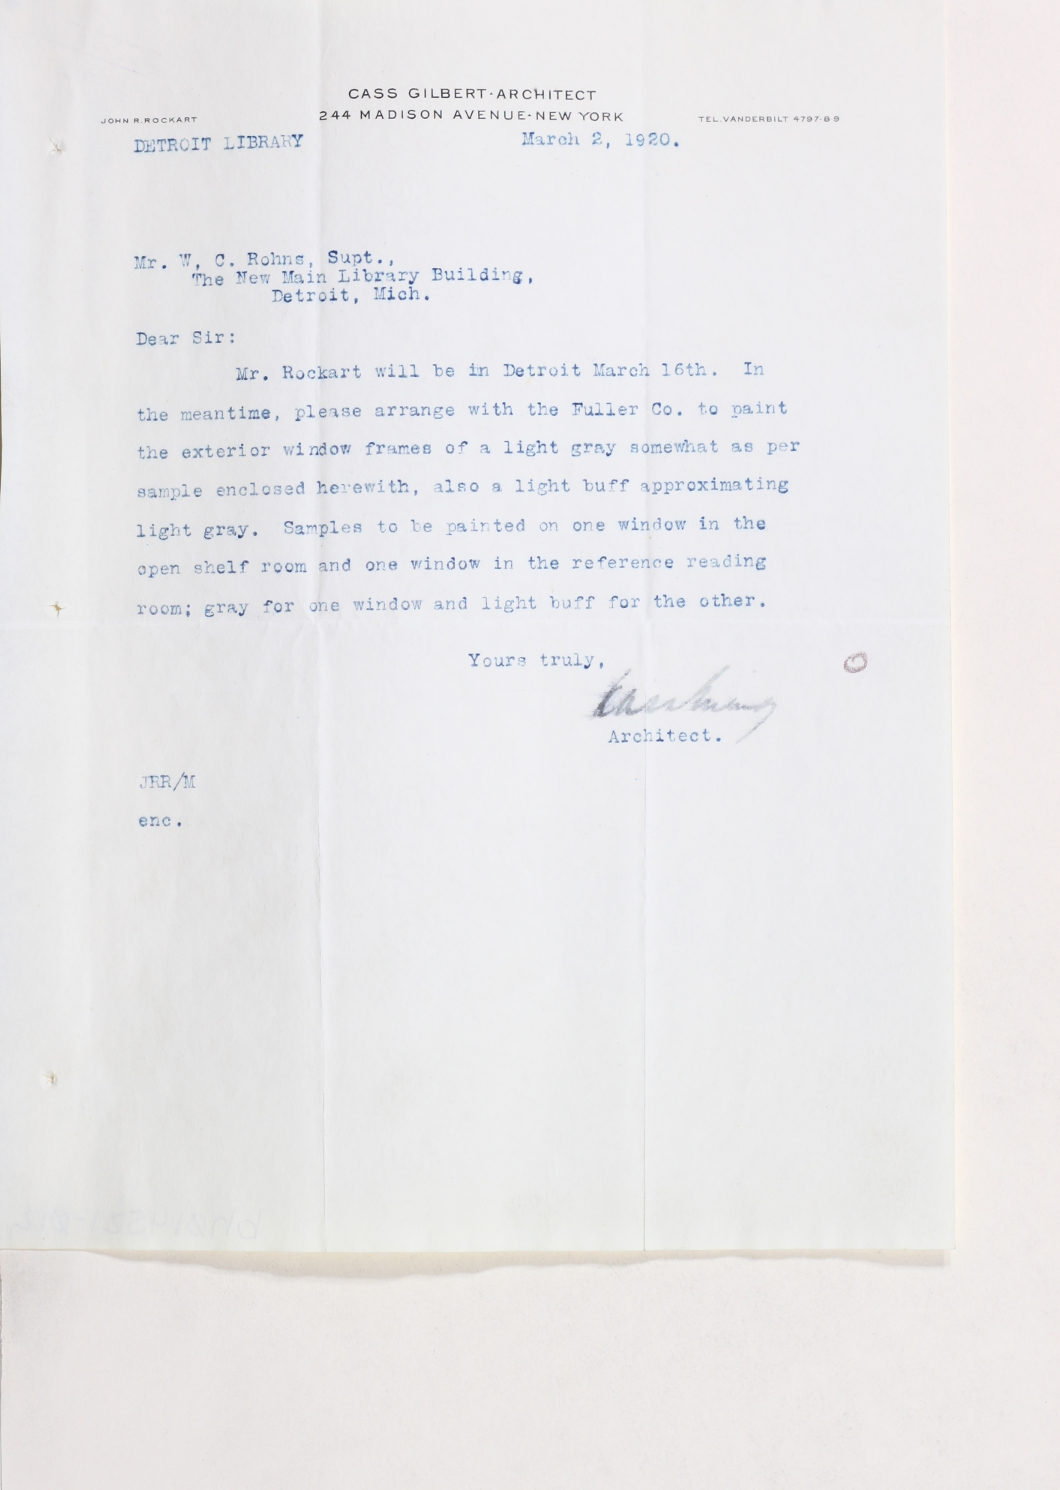 CASS GILBERT-ARCHITECT
244 MADISON AVENUE-NEW YORK
JOHN R. ROCKART
TEL. VANDERBILT 4797-8-9
DETROIT LIBRARY
March 2, 1920.
Mr. W. C. Rohns, Supt.,
The New Main Library Building,
Detroit, Mich.
Dear Sir:
Mr. Rockart will be in Detroit March 16th. In
the meantime, please arrange with the Fuller Co. to paint
the exterior window frames of a light gray somewhat as per
sample enclosed herewith, also a light buff approximating
light gray. Samples to be painted on one window in the
open shelf room and one window in the reference reading
room; gray for one window and light buff for the other.
Yours truly,
Architect.
JRR/M
enc.